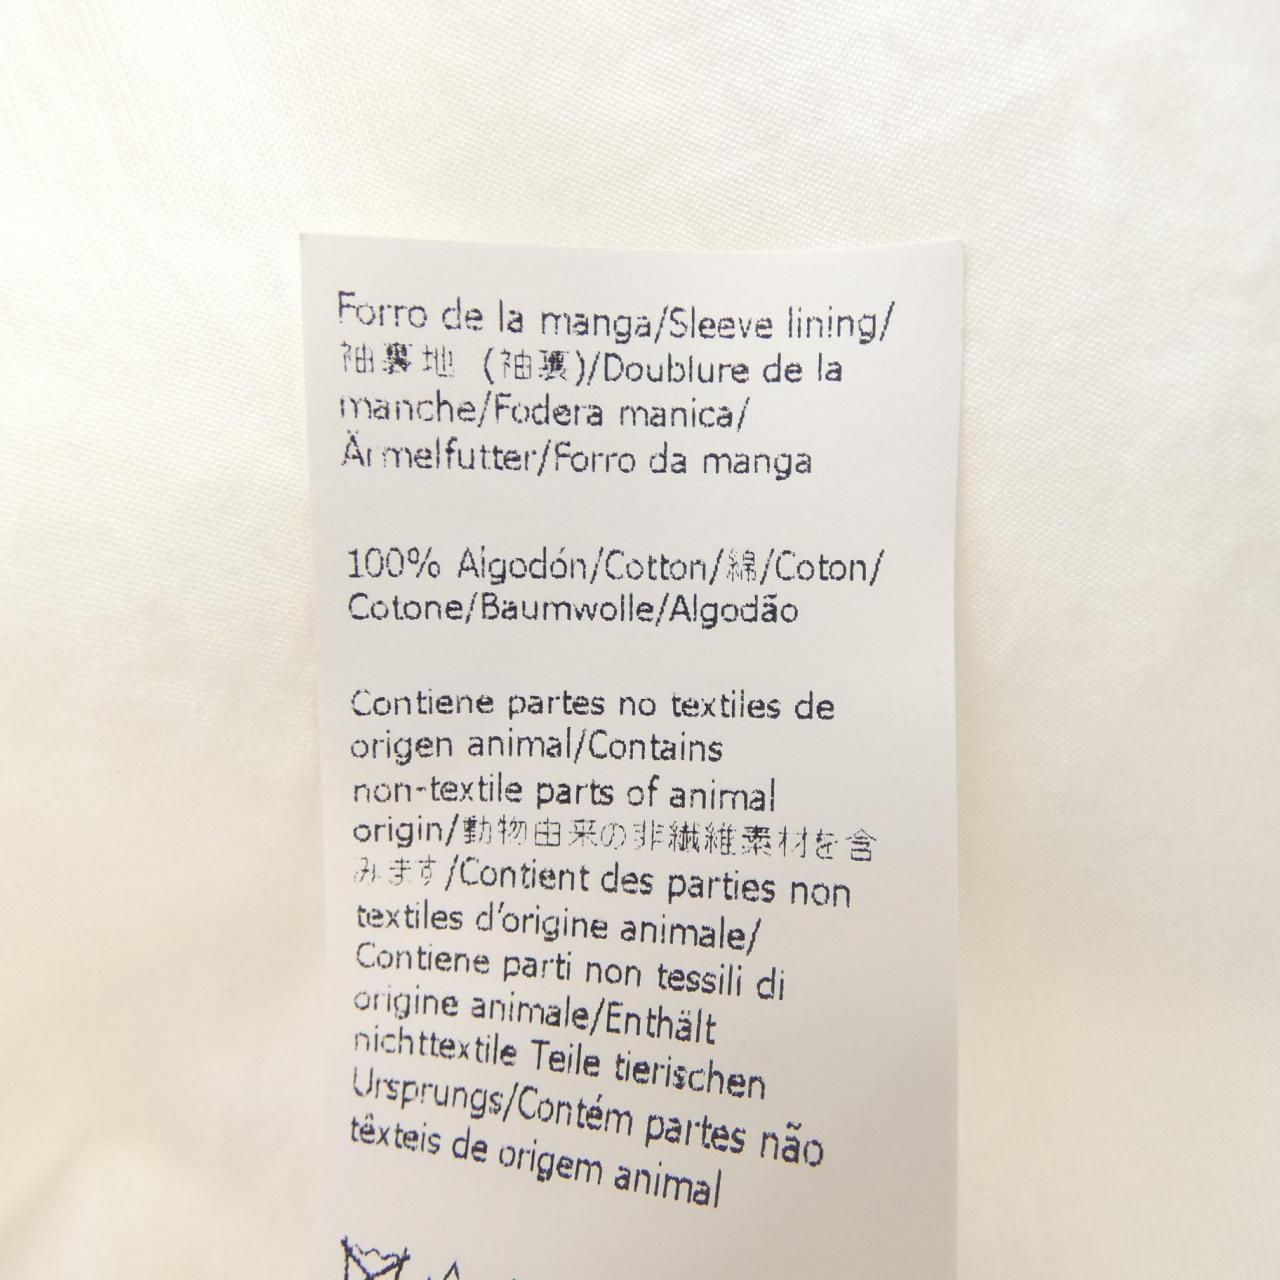 Forro de la manga/Sleeve lining/
袖裏地 (袖裏)/Doublure de la
manche/Fodera manica/
Ärmelfutter/Forro da manga
100% Algodón/Cotton/綿/Coton/
Cotone/Baumwolle/Algodão
Contiene partes no textiles de
origen animal/Contains
non-textile parts of animal
origin/動物由来の非繊維素材を含
みます/Contient des parties non
textiles d’origine animale/
Contiene parti non tessili di
origine animale/Enthält
nichttextile Teile tierischen
Ursprungs/Contém partes não
têxteis de origem animal